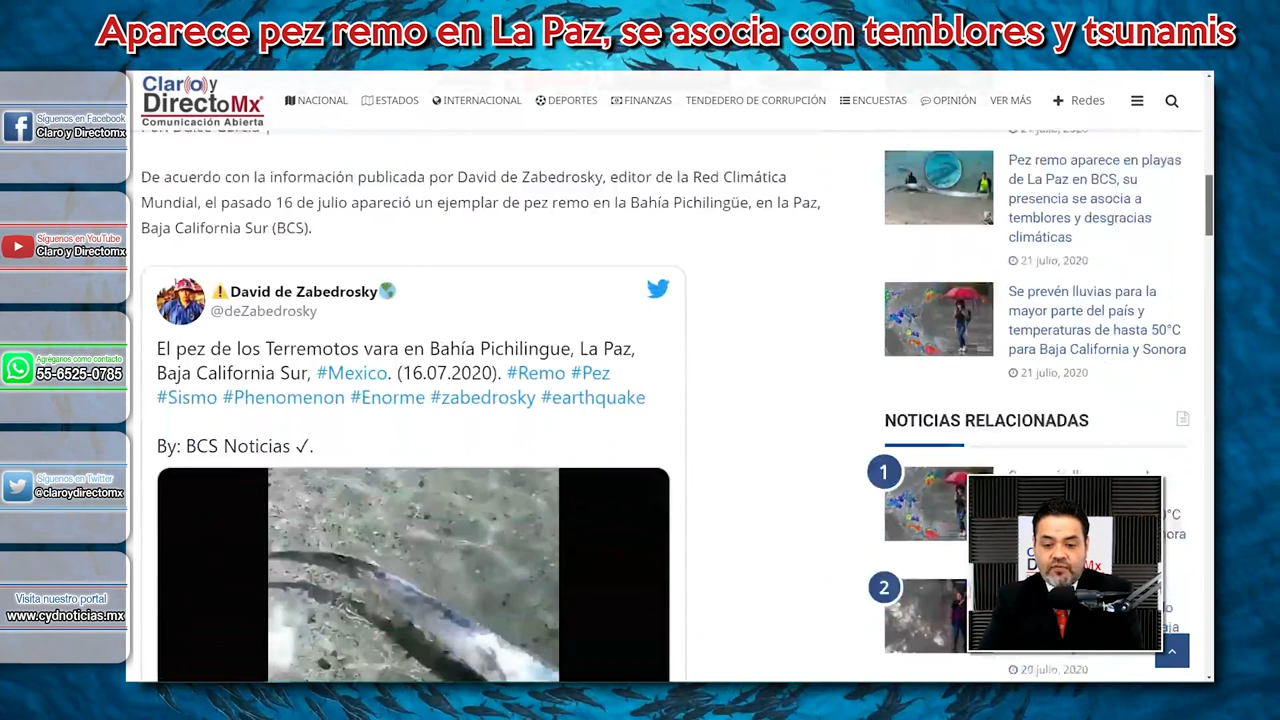 Aparece pez remo en La Paz, se asocia con temblores y tsunamis
Síguenos en Facebook
Claro y Directomx
Síguenos en YouTube
Claro y Directomx
Agréganos como contacto
55-6525-0785
Síguenos en Twitter
@claroydirectomx
Visita nuestro portal
www.cydnoticias.mx
Claro y
DirectoMx
Comunicación Abierta
NACIONAL ESTADOS INTERNACIONAL DEPORTES FINANZAS TENDEDERO DE CORRUPCIÓN ENCUESTAS OPINIÓN VER MÁS Redes
De acuerdo con la información publicada por David de Zabedrosky, editor de la Red Climática
Mundial, el pasado 16 de julio apareció un ejemplar de pez remo en la Bahía Pichilingüe, en la Paz,
Baja California Sur (BCS).
David de Zabedrosky
@deZabedrosky
El pez de los Terremotos vara en Bahía Pichilingue, La Paz,
Baja California Sur, #Mexico. (16.07.2020). #Remo #Pez
#Sismo #Phenomenon #Enorme #zabedrosky #earthquake
By: BCS Noticias ✓.
21 julio, 2020
Pez remo aparece en playas
de La Paz en BCS, su
presencia se asocia a
temblores y desgracias
climáticas
21 julio, 2020
Se prevén lluvias para la
mayor parte del país y
temperaturas de hasta 50°C
para Baja California y Sonora
21 julio, 2020
NOTICIAS RELACIONADAS
1
2
20 julio, 2020